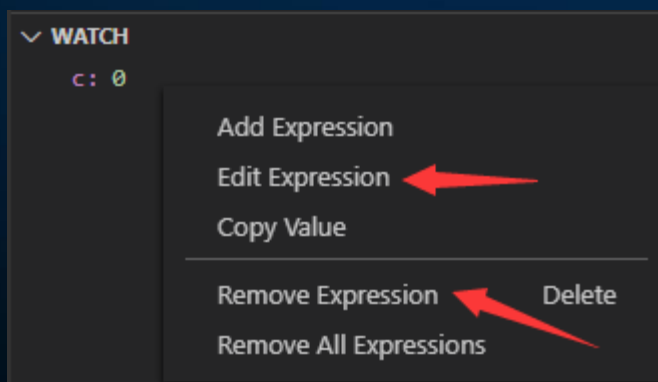 WATCH
c: 0
Add Expression
Edit Expression
Copy Value
Remove Expression Delete
Remove All Expressions